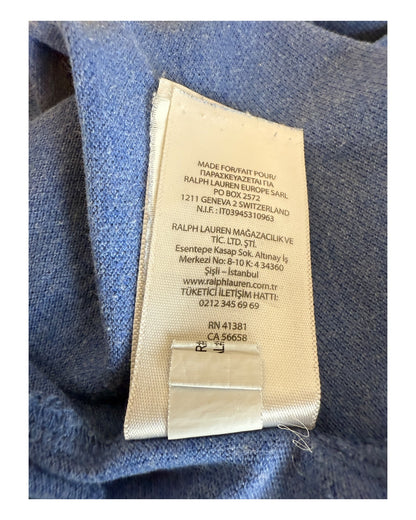 MADE FOR/FAIT POUR/
ΠΑΡΑΣΚΕΥΑΖΕΤΑΙ ΓΙΑ
RALPH LAUREN EUROPE SARL
PO BOX 2572
1211 GENEVA 2 SWITZERLAND
N.I.F.: IT03945310963
RALPH LAUREN MAĞAZACILIK VE
TİC. LTD. ŞTİ.
Esentepe Kasap Sok. Altınay İş
Merkezi No: 8-10 K: 4 34360
Şişli – İstanbul
www.ralphlauren.com.tr
TÜKETİCİ İLETİŞİM HATTI:
0212 345 69 69
RN 41381
CA 56658